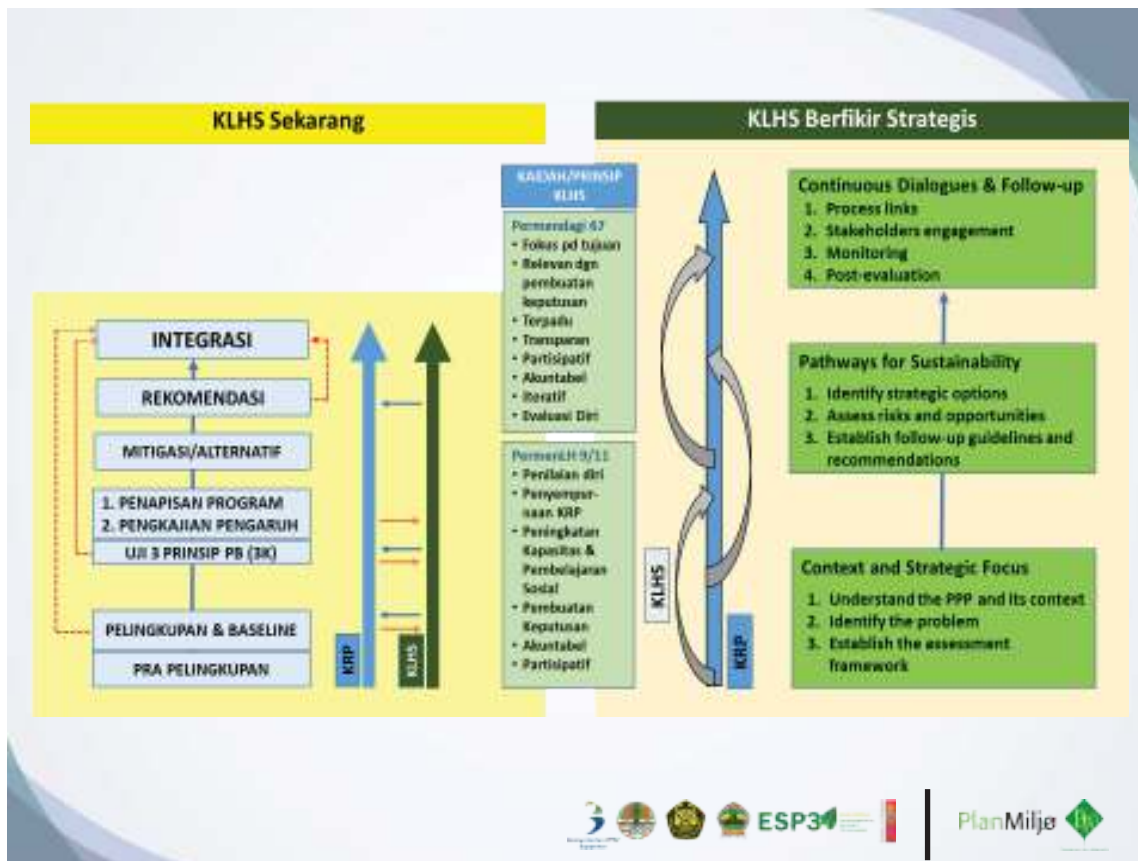 KLHS Sekarang
INTEGRASI
REKOMENDASI
MITIGASI/ALTERNATIF
1. PENAPISAN PROGRAM
2. PENGKAJIAN PENGARUH
UJI 3 PRINSIP PB (3K)
PELINGKUPAN & BASELINE
PRA PELINGKUPAN
KRP
KLHS
KAIDAH/PRINSIP
KLHS
Permendagi 67
• Fokus pd tujuan
• Relevan dgn
pembuatan
keputusan
• Terpadu
• Transparan
• Partisipatif
• Akuntabel
• Iteratif
• Evaluasi Diri
PermenLH 9/11
• Penilaian diri
• Penyempur-
naan KRP
• Peningkatan
Kapasitas &
Pembelajaran
Sosial
• Pembuatan
Keputusan
• Akuntabel
• Partisipatif
KLHS Berfikir Strategis
KLHS
KRP
Continuous Dialogues & Follow-up
1. Process links
2. Stakeholders engagement
3. Monitoring
4. Post-evaluation
Pathways for Sustainability
1. Identify strategic options
2. Assess risks and opportunities
3. Establish follow-up guidelines and
recommendations
Context and Strategic Focus
1. Understand the PPP and its context
2. Identify the problem
3. Establish the assessment
framework
ESP3
PlanMiljø